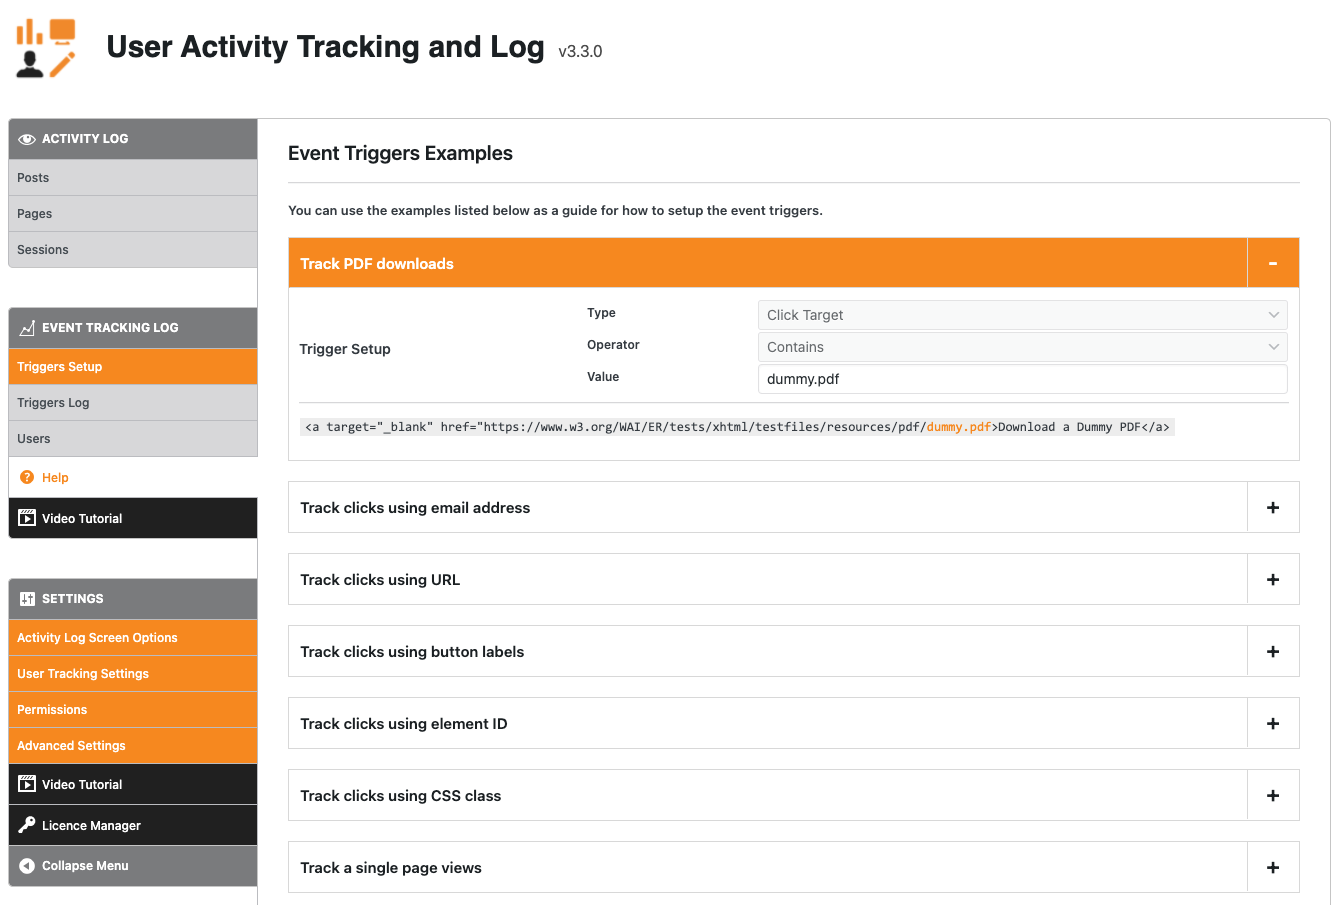 User Activity Tracking and Log v3.3.0
ACTIVITY LOG
Posts
Pages
Sessions
EVENT TRACKING LOG
Triggers Setup
Triggers Log
Users
Help
Video Tutorial
SETTINGS
Activity Log Screen Options
User Tracking Settings
Permissions
Advanced Settings
Video Tutorial
Licence Manager
Collapse Menu
Event Triggers Examples
You can use the examples listed below as a guide for how to setup the event triggers.
Track PDF downloads -
Trigger Setup
Type Click Target
Operator Contains
Value dummy.pdf
<a target="_blank" href="https://www.w3.org/WAI/ER/tests/xhtml/testfiles/resources/pdf/dummy.pdf>Download a Dummy PDF</a>
Track clicks using email address +
Track clicks using URL +
Track clicks using button labels +
Track clicks using element ID +
Track clicks using CSS class +
Track a single page views +